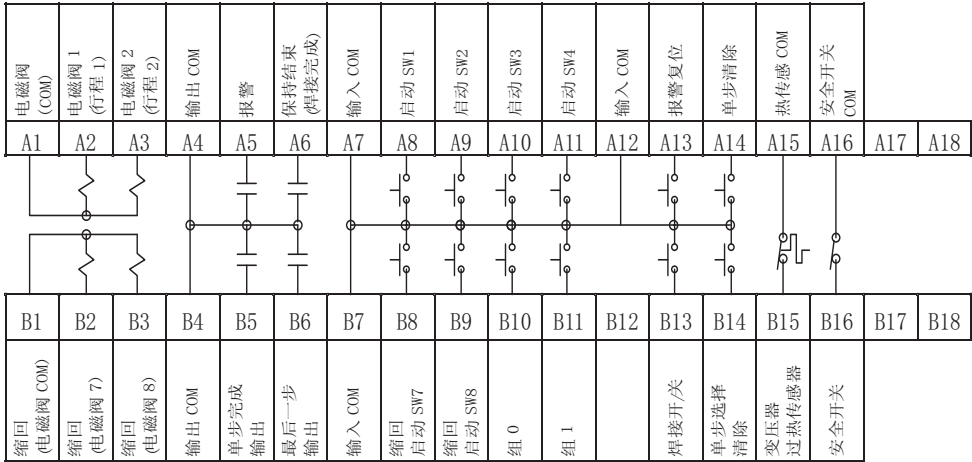 电磁阀
(COM)
电磁阀 1
(行程 1)
电磁阀 2
(行程 2)
输出 COM
报警
保持结束
(焊接完成)
输入 COM
启动 SW1
启动 SW2
启动 SW3
启动 SW4
输入 COM
报警复位
单步清除
热传感 COM
安全开关
COM
A1 A2 A3 A4 A5 A6 A7 A8 A9 A10 A11 A12 A13 A14 A15 A16 A17 A18
B1 B2 B3 B4 B5 B6 B7 B8 B9 B10 B11 B12 B13 B14 B15 B16 B17 B18
缩回
(电磁阀 COM)
缩回
(电磁阀 7)
缩回
(电磁阀 8)
输出 COM
单步完成
输出
最后一步
输出
输入 COM
缩回
启动 SW7
缩回
启动 SW8
组 0
组 1
焊接开/关
单步选择
清除
变压器
过热传感器
安全开关